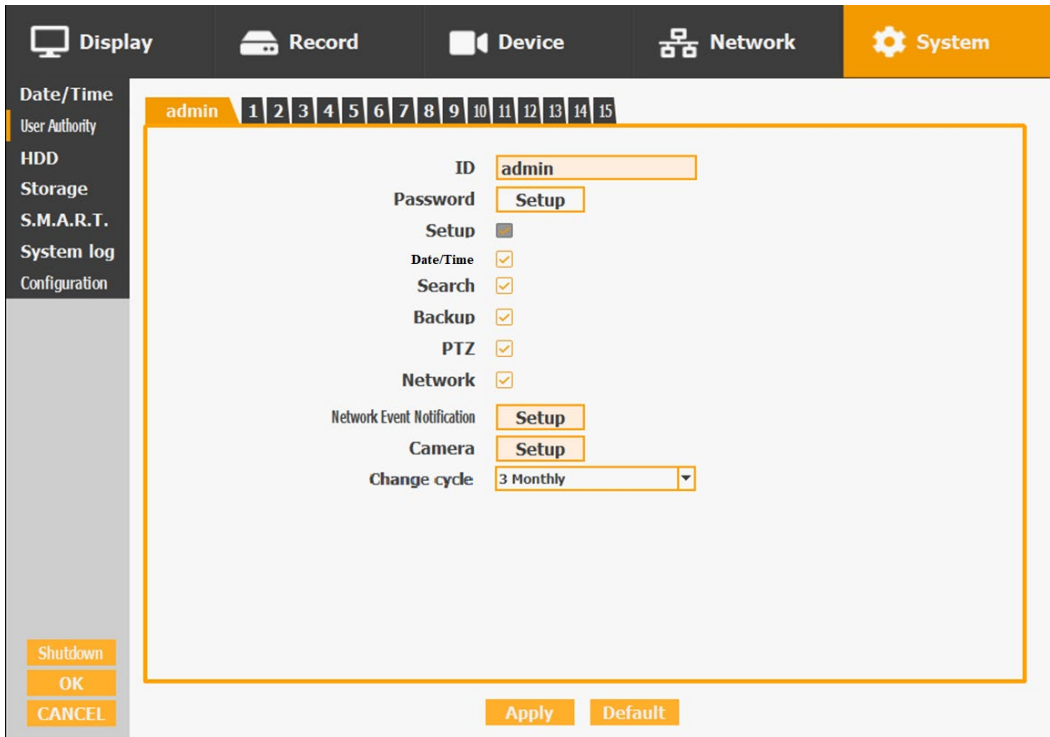 Display Record Device Network System
Date/Time
User Authority
HDD
Storage
S.M.A.R.T.
System log
Configuration
admin 1 2 3 4 5 6 7 8 9 10 11 12 13 14 15
ID admin
Password Setup
Setup
Date/Time
Search
Backup
PTZ
Network
Network Event Notification Setup
Camera Setup
Change cycle 3 Monthly
Shutdown
OK
CANCEL
Apply Default